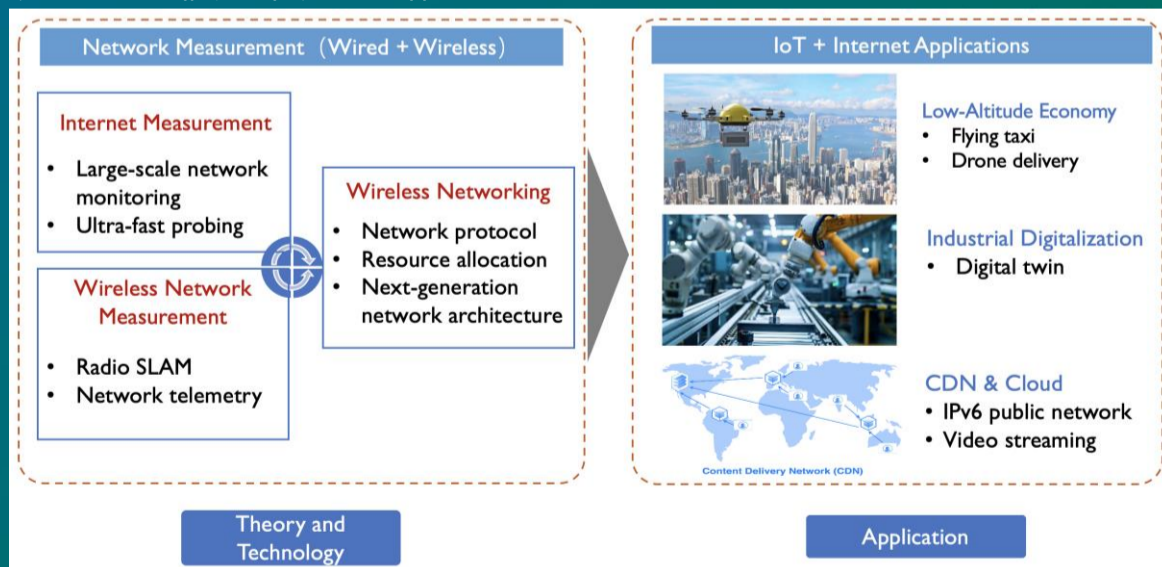 Network Measurement（Wired + Wireless）
Internet Measurement
• Large-scale network
monitoring
• Ultra-fast probing
Wireless Network
Measurement
• Radio SLAM
• Network telemetry
Wireless Networking
• Network protocol
• Resource allocation
• Next-generation
network architecture
Theory and
Technology
IoT + Internet Applications
Low-Altitude Economy
• Flying taxi
• Drone delivery
Industrial Digitalization
• Digital twin
CDN & Cloud
• IPv6 public network
• Video streaming
Content Delivery Network (CDN)
Application